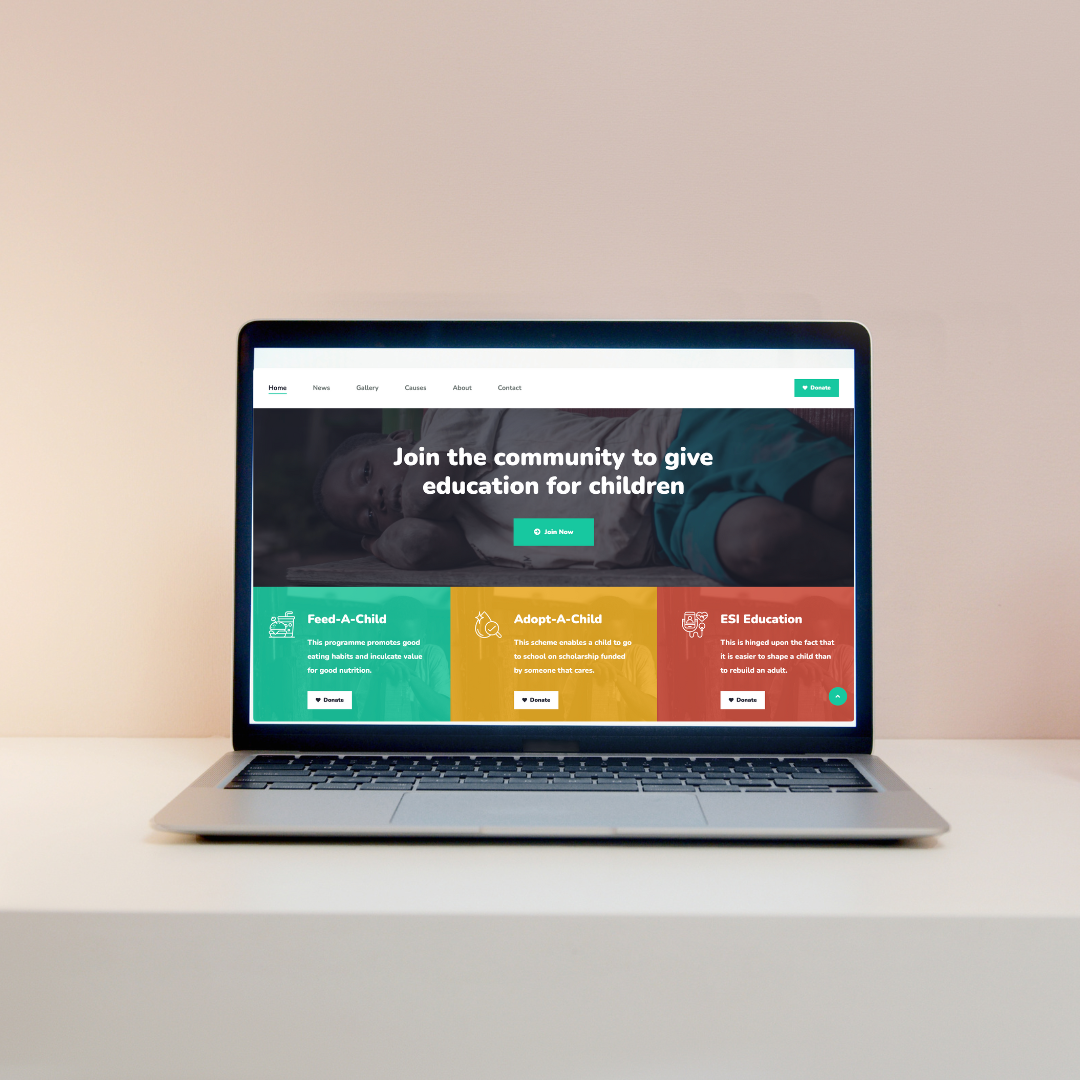 Home News Gallery Causes About Contact Donate
Join the community to give
education for children
Join Now
Feed-A-Child
This programme promotes good
eating habits and inculcate value
for good nutrition.
Donate
Adopt-A-Child
This scheme enables a child to go
to school on scholarship funded
by someone that cares.
Donate
ESI Education
This is hinged upon the fact that
it is easier to shape a child than
to rebuild an adult.
Donate